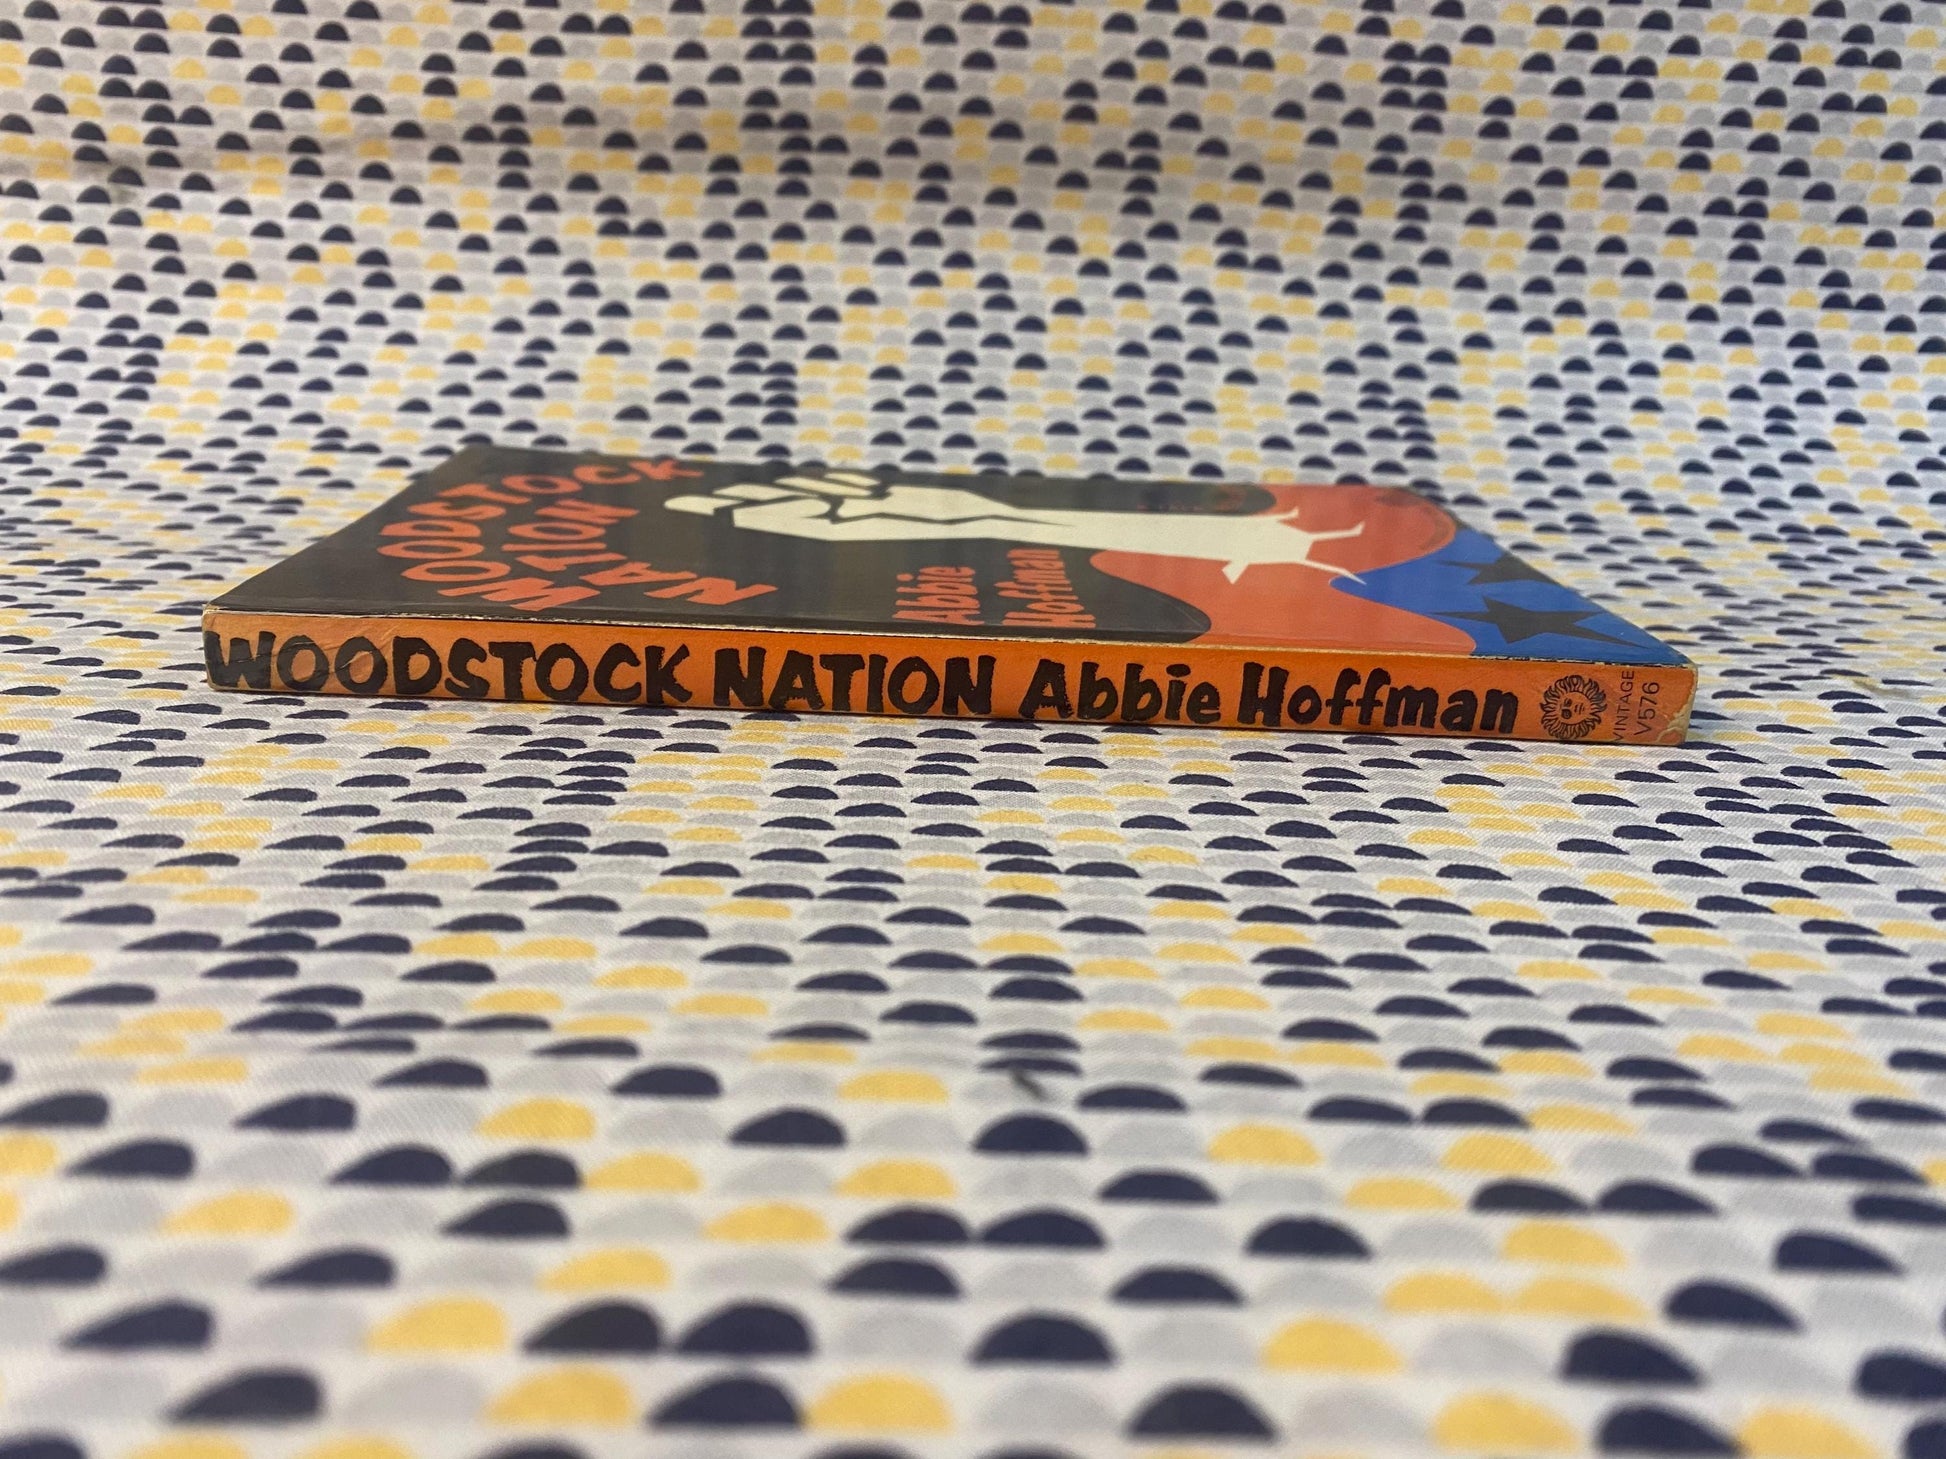 WOODSTOCK
NATION
Abbie
Hoffman
WOODSTOCK NATION Abbie Hoffman
VINTAGE
V576